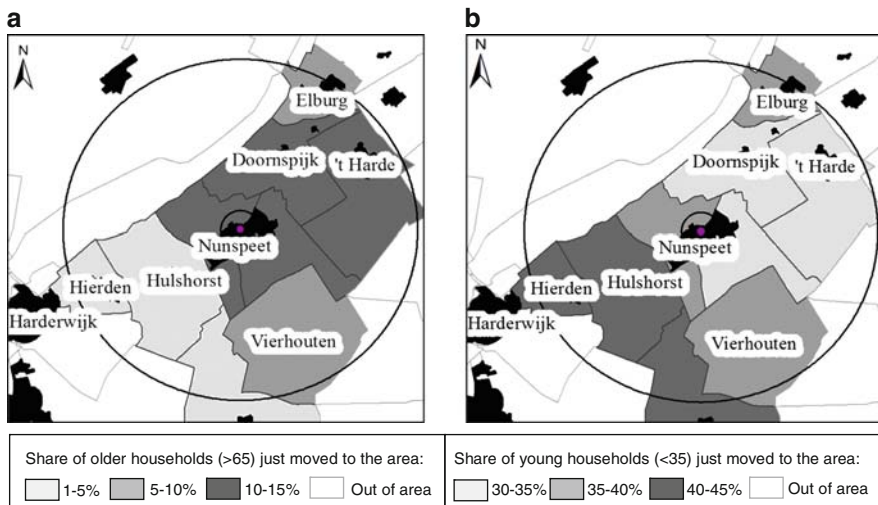 a
N
Elburg
Doornspijk
't Harde
Nunspeet
Hierden
Hulshorst
Harderwijk
Vierhouten
Share of older households (>65) just moved to the area:
1-5% 5-10% 10-15% Out of area
b
N
Elburg
Doornspijk
't Harde
Nunspeet
Hierden
Hulshorst
Harderwijk
Vierhouten
Share of young households (<35) just moved to the area:
30-35% 35-40% 40-45% Out of area